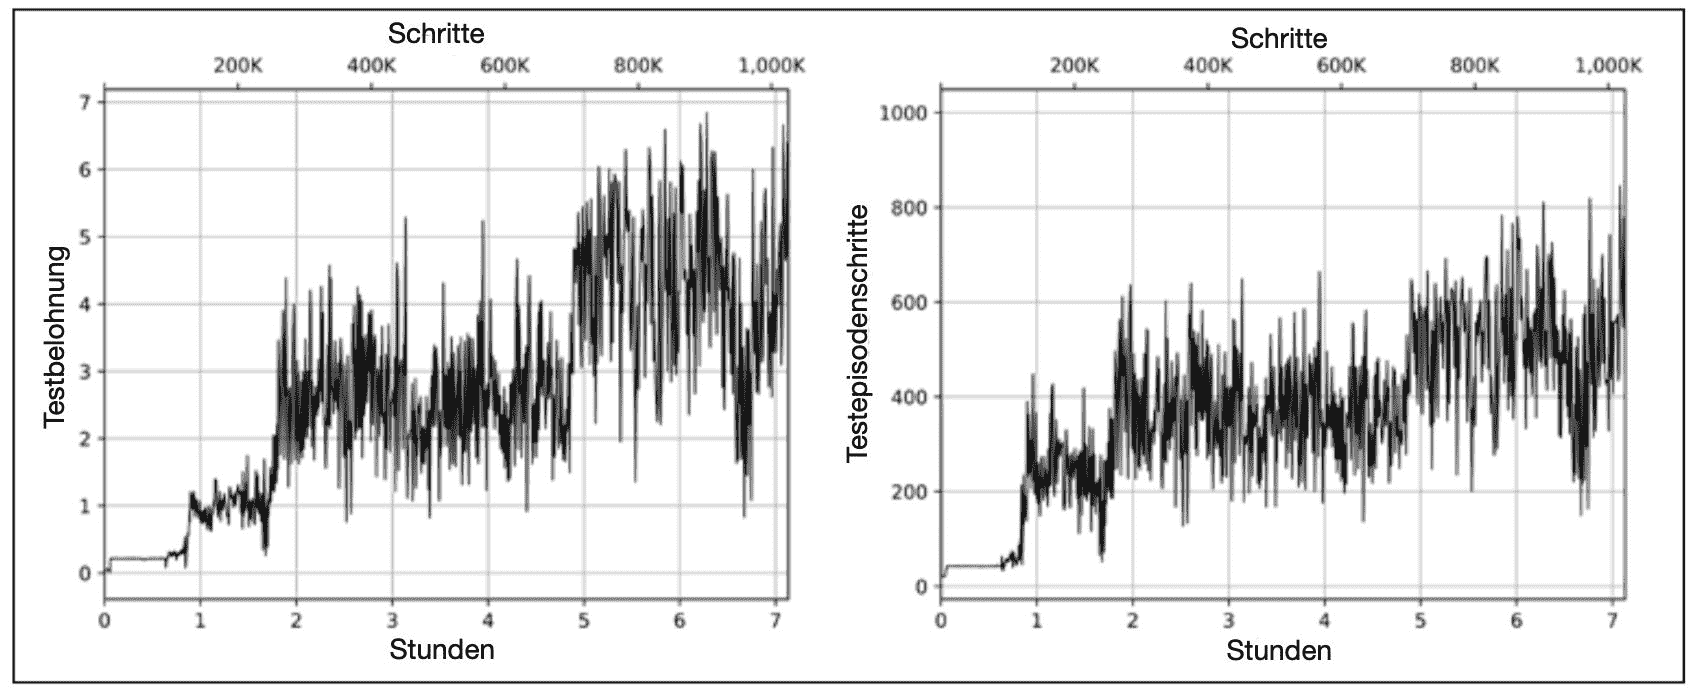 Schritte
200K 400K 600K 800K 1,000K
7
6
5
4
3
2
1
0
Testbelohnung
0 1 2 3 4 5 6 7
Stunden
Schritte
200K 400K 600K 800K 1,000K
1000
800
600
400
200
0
Testepisodenschritte
0 1 2 3 4 5 6 7
Stunden